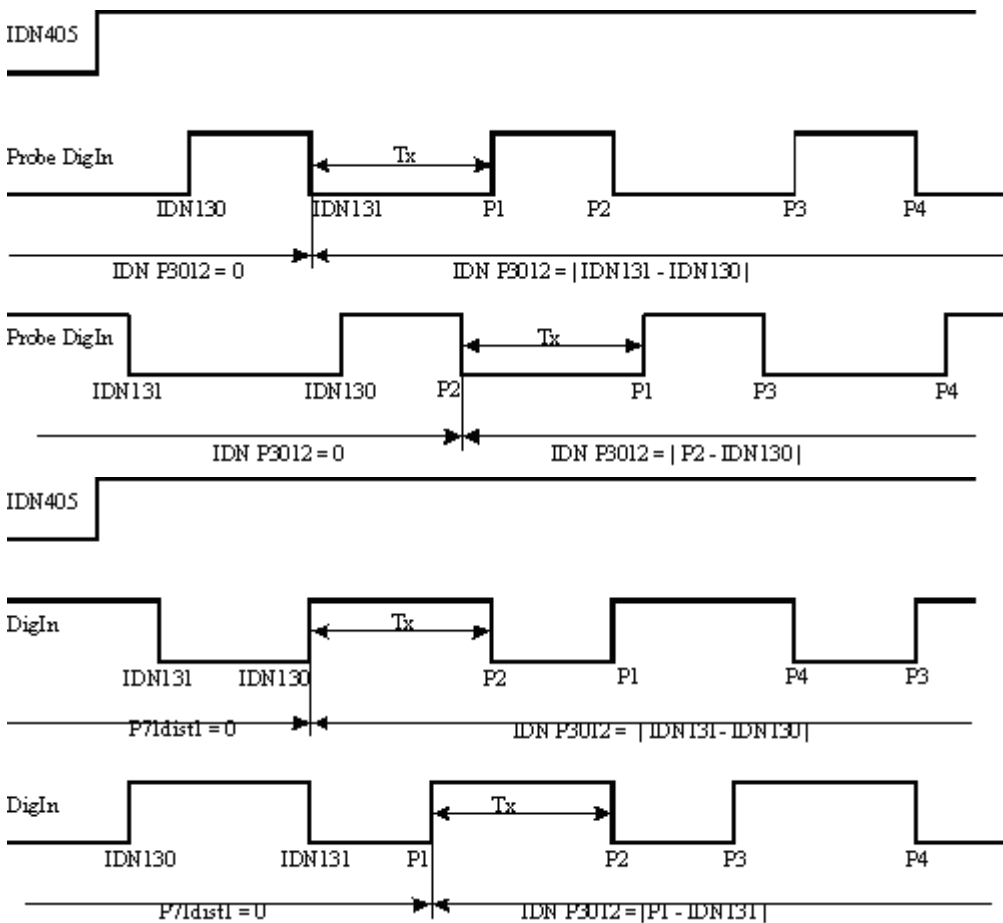 IDN405
Probe DigIn
Tx
IDN130 IDN131 P1 P2 P3 P4
IDN P3012 = 0 IDN P3012 = | IDN131 - IDN130 |
Probe DigIn
Tx
IDN131 IDN130 P2 P1 P3 P4
IDN P3012 = 0 IDN P3012 = | P2 - IDN130 |
IDN405
DigIn
Tx
IDN131 IDN130 P2 P1 P4 P3
P71dist1 = 0 IDN P3012 = | IDN131- IDN130 |
DigIn
Tx
IDN130 IDN131 P1 P2 P3 P4
P71dist1 = 0 IDN P3012 = |P1 - IDN131 |